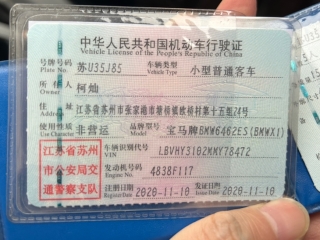 中华人民共和国机动车行驶证
Vehicle License of the People's Republic of China
号牌号码 苏U35J85 车辆类型 小型普通客车
Plate No. Vehicle Type
所有人 何灿
Owner
住址 江苏省苏州市张家港市塘桥镇欧桥村第十五组24号
Address
使用性质 非营运 品牌型号 宝马牌BMW6462ES(BMWX1)
Use Character Model
江苏省苏州市公安局交通警察支队
车辆识别代号 LBVHY3102MMY78472
VIN
发动机号码 4838F117
Engine No.
注册日期 2020-11-10 发证日期 2020-11-10
Register Date Issue Date